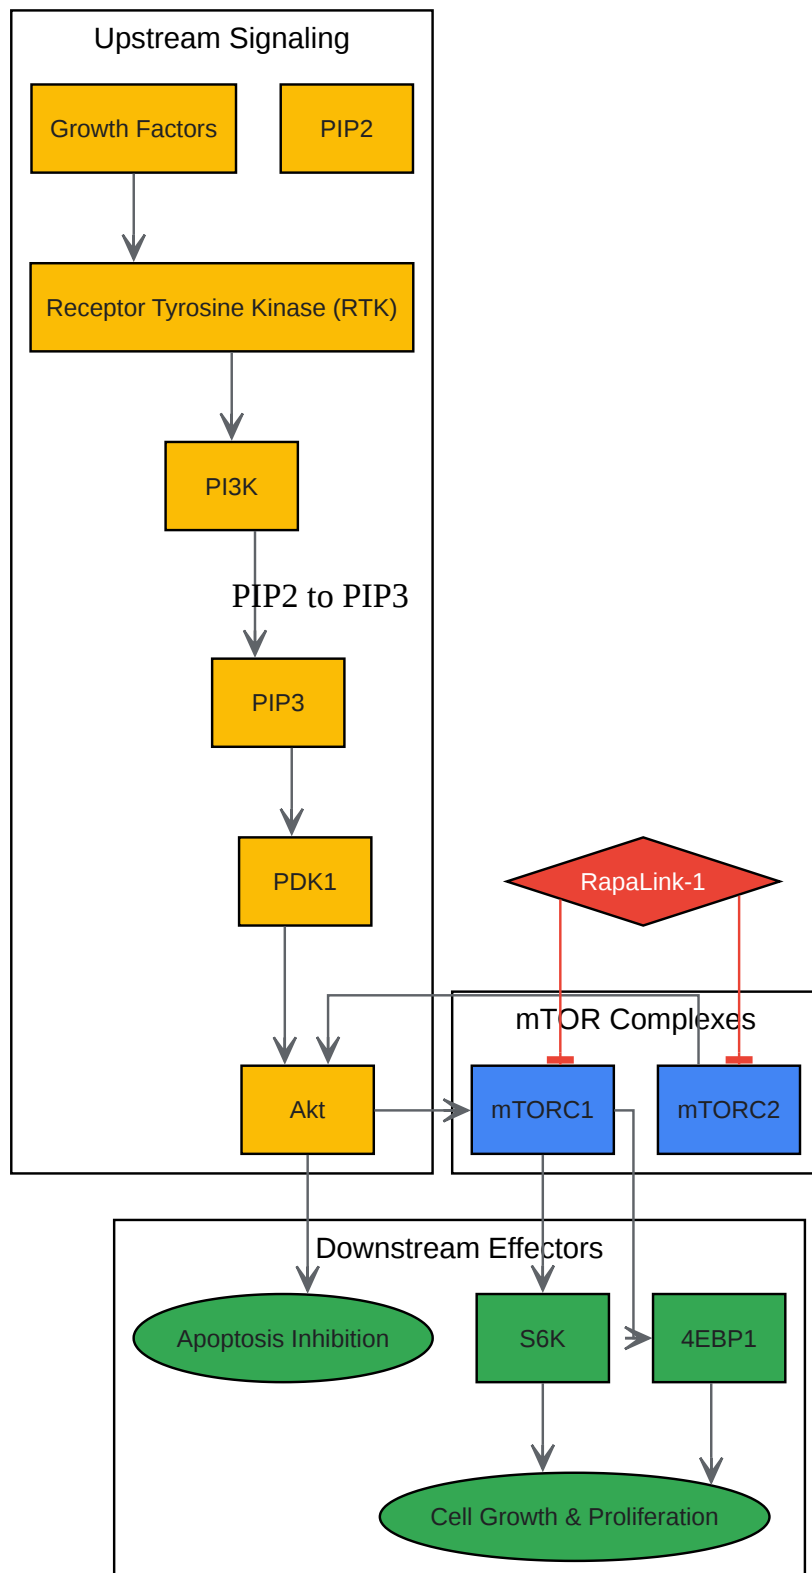 Upstream Signaling
Growth Factors
PIP2
Receptor Tyrosine Kinase (RTK)
PI3K
PIP2 to PIP3
PIP3
PDK1
RapaLink-1
mTOR Complexes
Akt
mTORC1
mTORC2
Downstream Effectors
Apoptosis Inhibition
S6K
4EBP1
Cell Growth & Proliferation